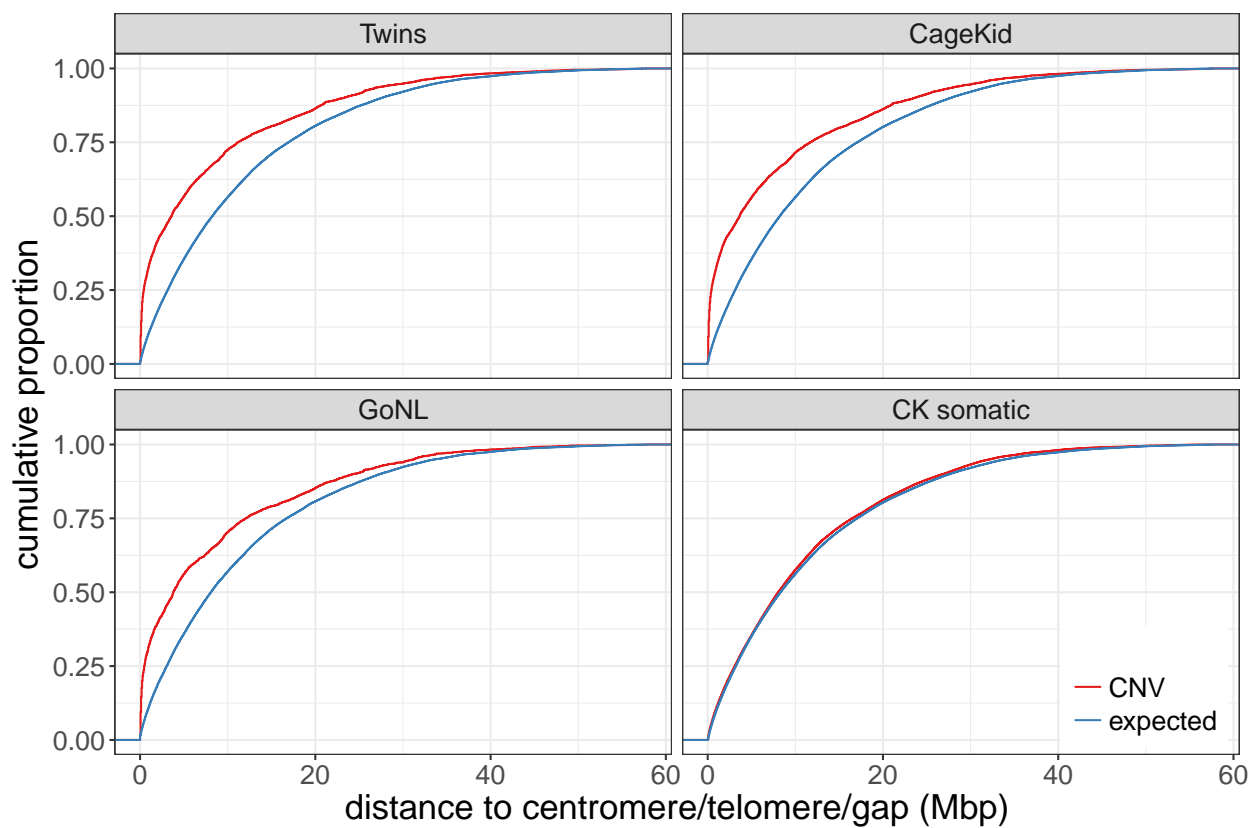 Twins
CageKid
1.00
0.75
0.50
0.25
0.00
GoNL
CK somatic
1.00
0.75
0.50
0.25
0.00
CNV
expected
0 20 40 60
0 20 40 60
cumulative proportion
distance to centromere/telomere/gap (Mbp)